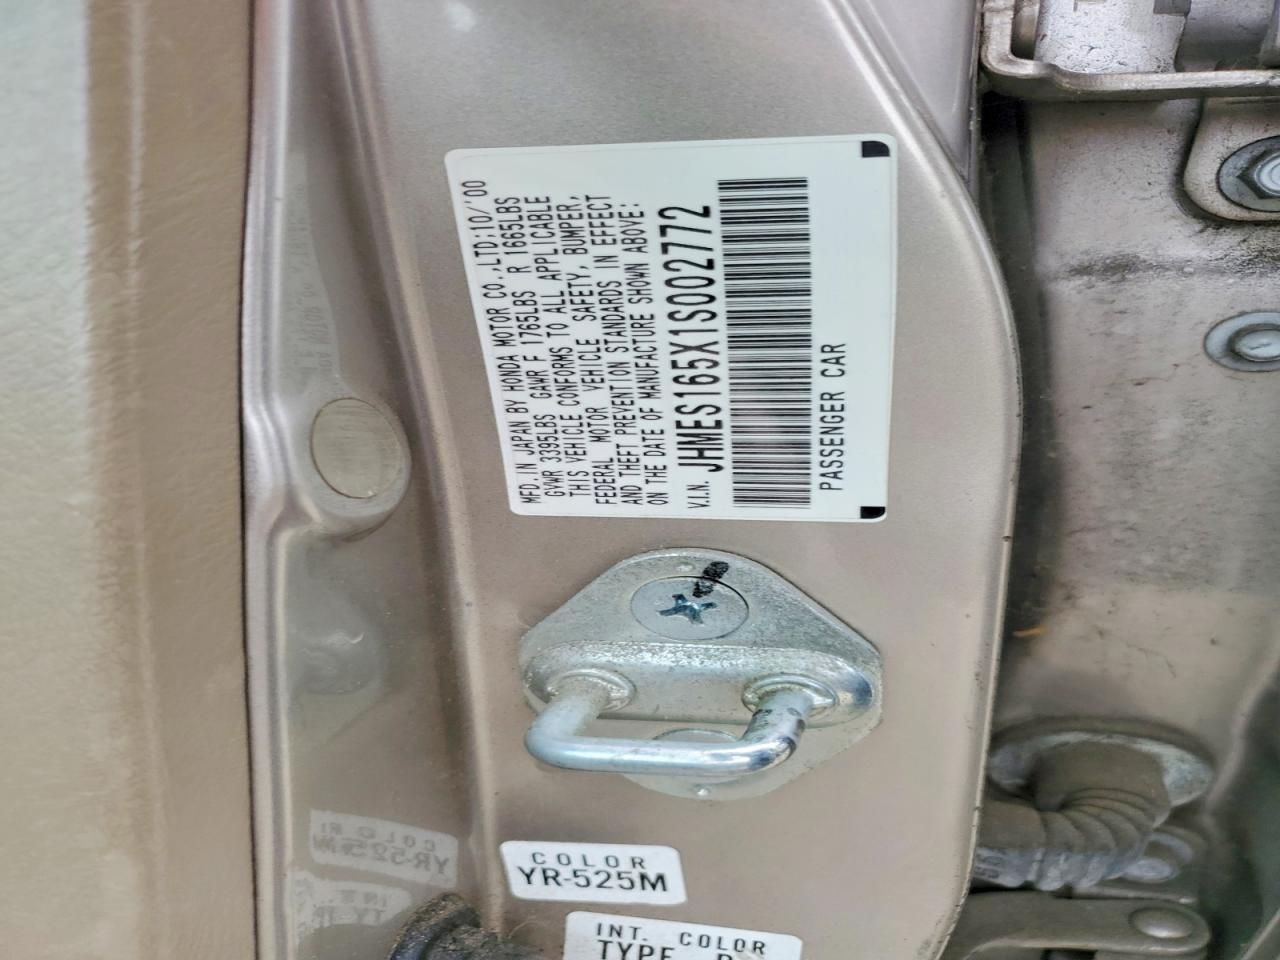 MFD. IN JAPAN BY HONDA MOTOR CO.,LTD:10/'00
GVWR 3395LBS GAWR F 1765LBS R 1665LBS
THIS VEHICLE CONFORMS TO ALL APPLICABLE
FEDERAL MOTOR VEHICLE SAFETY, BUMPER,
AND THEFT PREVENTION STANDARDS IN EFFECT
ON THE DATE OF MANUFACTURE SHOWN ABOVE:
V.I.N. JHMES165X1S002772
PASSENGER CAR
COLOR
YR-525M
INT. COLOR
TYPE